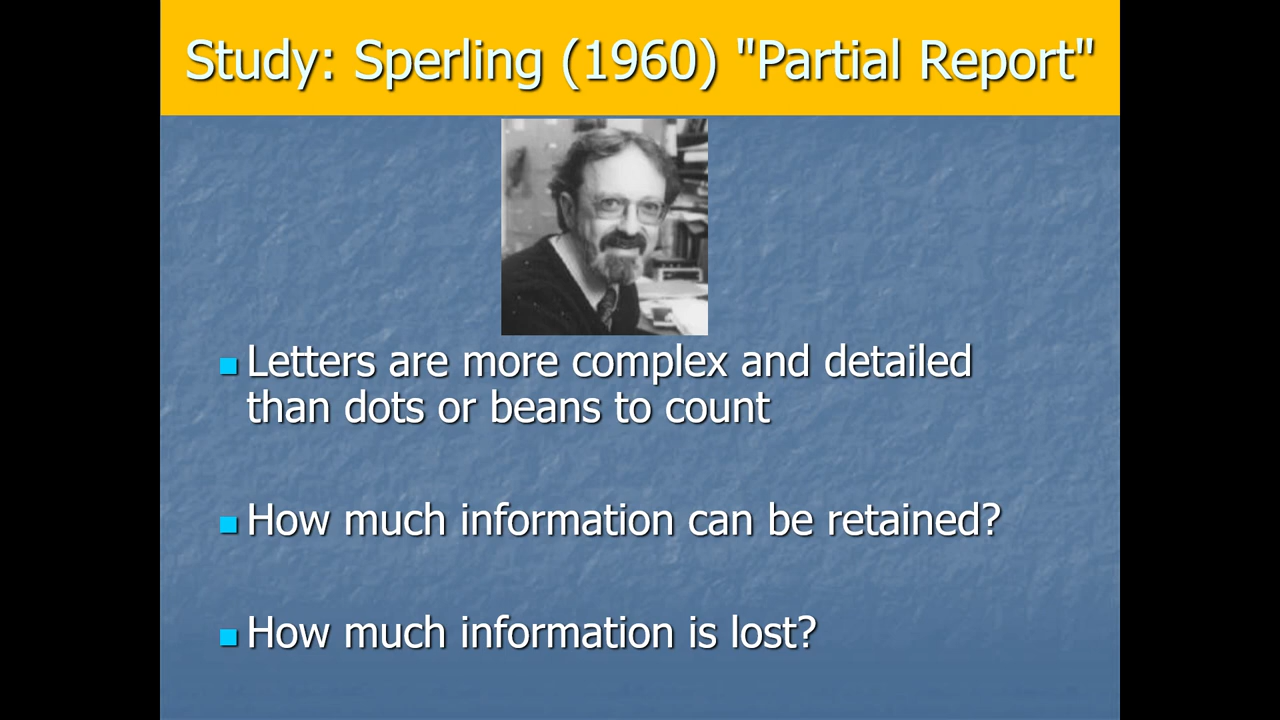 Study: Sperling (1960) "Partial Report"
Letters are more complex and detailed
than dots or beans to count
How much information can be retained?
How much information is lost?